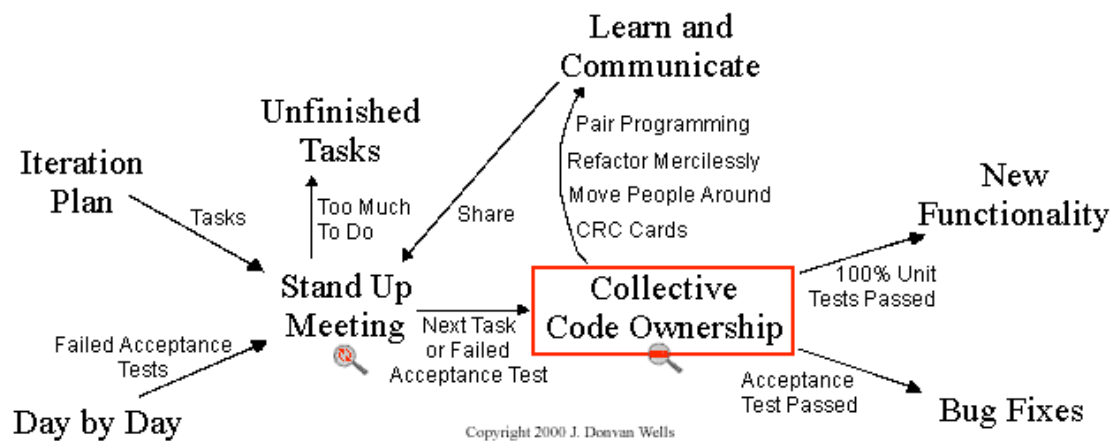 Learn and
Communicate
Unfinished
Tasks
Pair Programming
Refactor Mercilessly
Move People Around
CRC Cards
Iteration
Plan
New
Functionality
Tasks
Too Much
To Do
Share
100% Unit
Tests Passed
Stand Up
Meeting
Collective
Code Ownership
Next Task
or Failed
Acceptance Test
Failed Acceptance
Tests
Acceptance
Test Passed
Day by Day
Bug Fixes
Copyright 2000 J. Donvan Wells